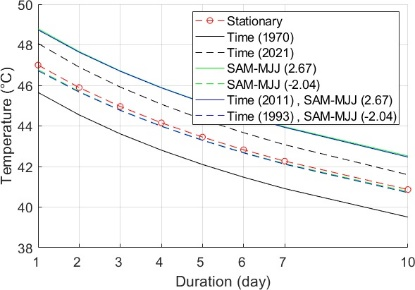 50
48
46
44
42
40
38
Temperature (°C)
Stationary
Time (1970)
Time (2021)
SAM-MJJ (2.67)
SAM-MJJ (-2.04)
Time (2011) , SAM-MJJ (2.67)
Time (1993) , SAM-MJJ (-2.04)
1 2 3 4 5 6 7 10
Duration (day)